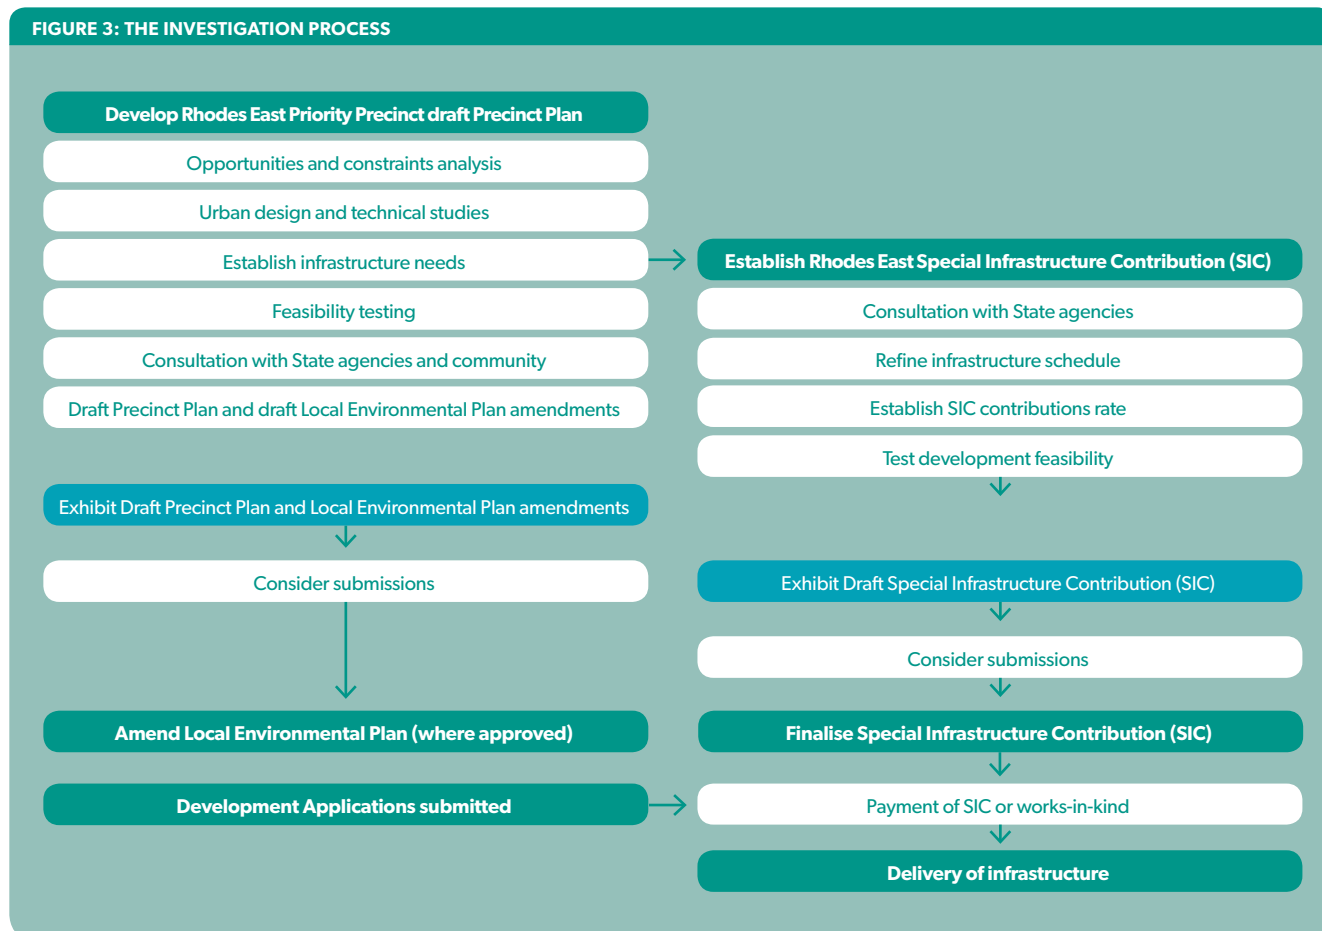 FIGURE 3: THE INVESTIGATION PROCESS
Develop Rhodes East Priority Precinct draft Precinct Plan
Opportunities and constraints analysis
Urban design and technical studies
Establish infrastructure needs
Feasibility testing
Consultation with State agencies and community
Draft Precinct Plan and draft Local Environmental Plan amendments
Exhibit Draft Precinct Plan and Local Environmental Plan amendments
Consider submissions
Amend Local Environmental Plan (where approved)
Development Applications submitted
Establish Rhodes East Special Infrastructure Contribution (SIC)
Consultation with State agencies
Refine infrastructure schedule
Establish SIC contributions rate
Test development feasibility
Exhibit Draft Special Infrastructure Contribution (SIC)
Consider submissions
Finalise Special Infrastructure Contribution (SIC)
Payment of SIC or works-in-kind
Delivery of infrastructure